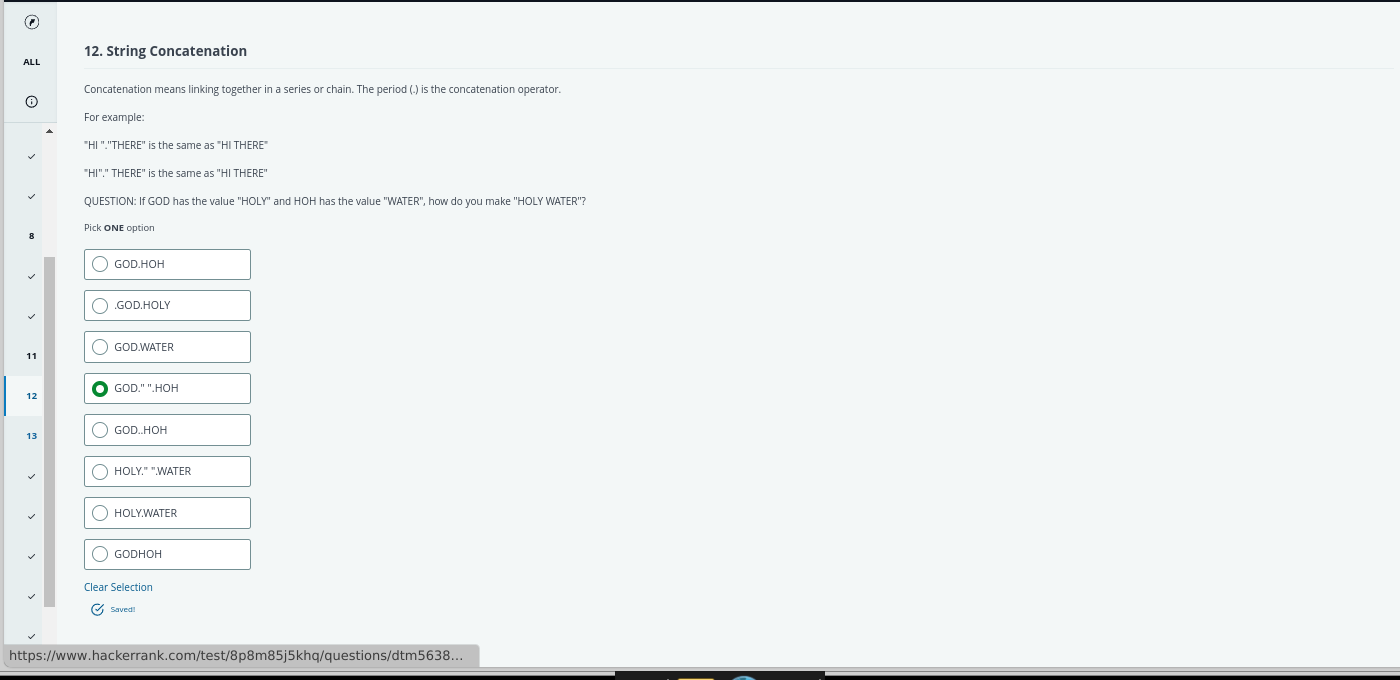 12. String Concatenation
ALL
Concatenation means linking together in a series or chain. The period (.) is the concatenation operator.
For example:
"HI "."THERE" is the same as "HI THERE"
"HI"." THERE" is the same as "HI THERE"
QUESTION: If GOD has the value "HOLY" and HOH has the value "WATER", how do you make "HOLY WATER"?
Pick ONE option
8
GOD.HOH
.GOD.HOLY
GOD.WATER
11
GOD." ".HOH
12
GOD..HOH
13
HOLY." ".WATER
HOLY.WATER
GODHOH
Clear Selection
Saved!
https://www.hackerrank.com/test/8p8m85j5khq/questions/dtm5638...